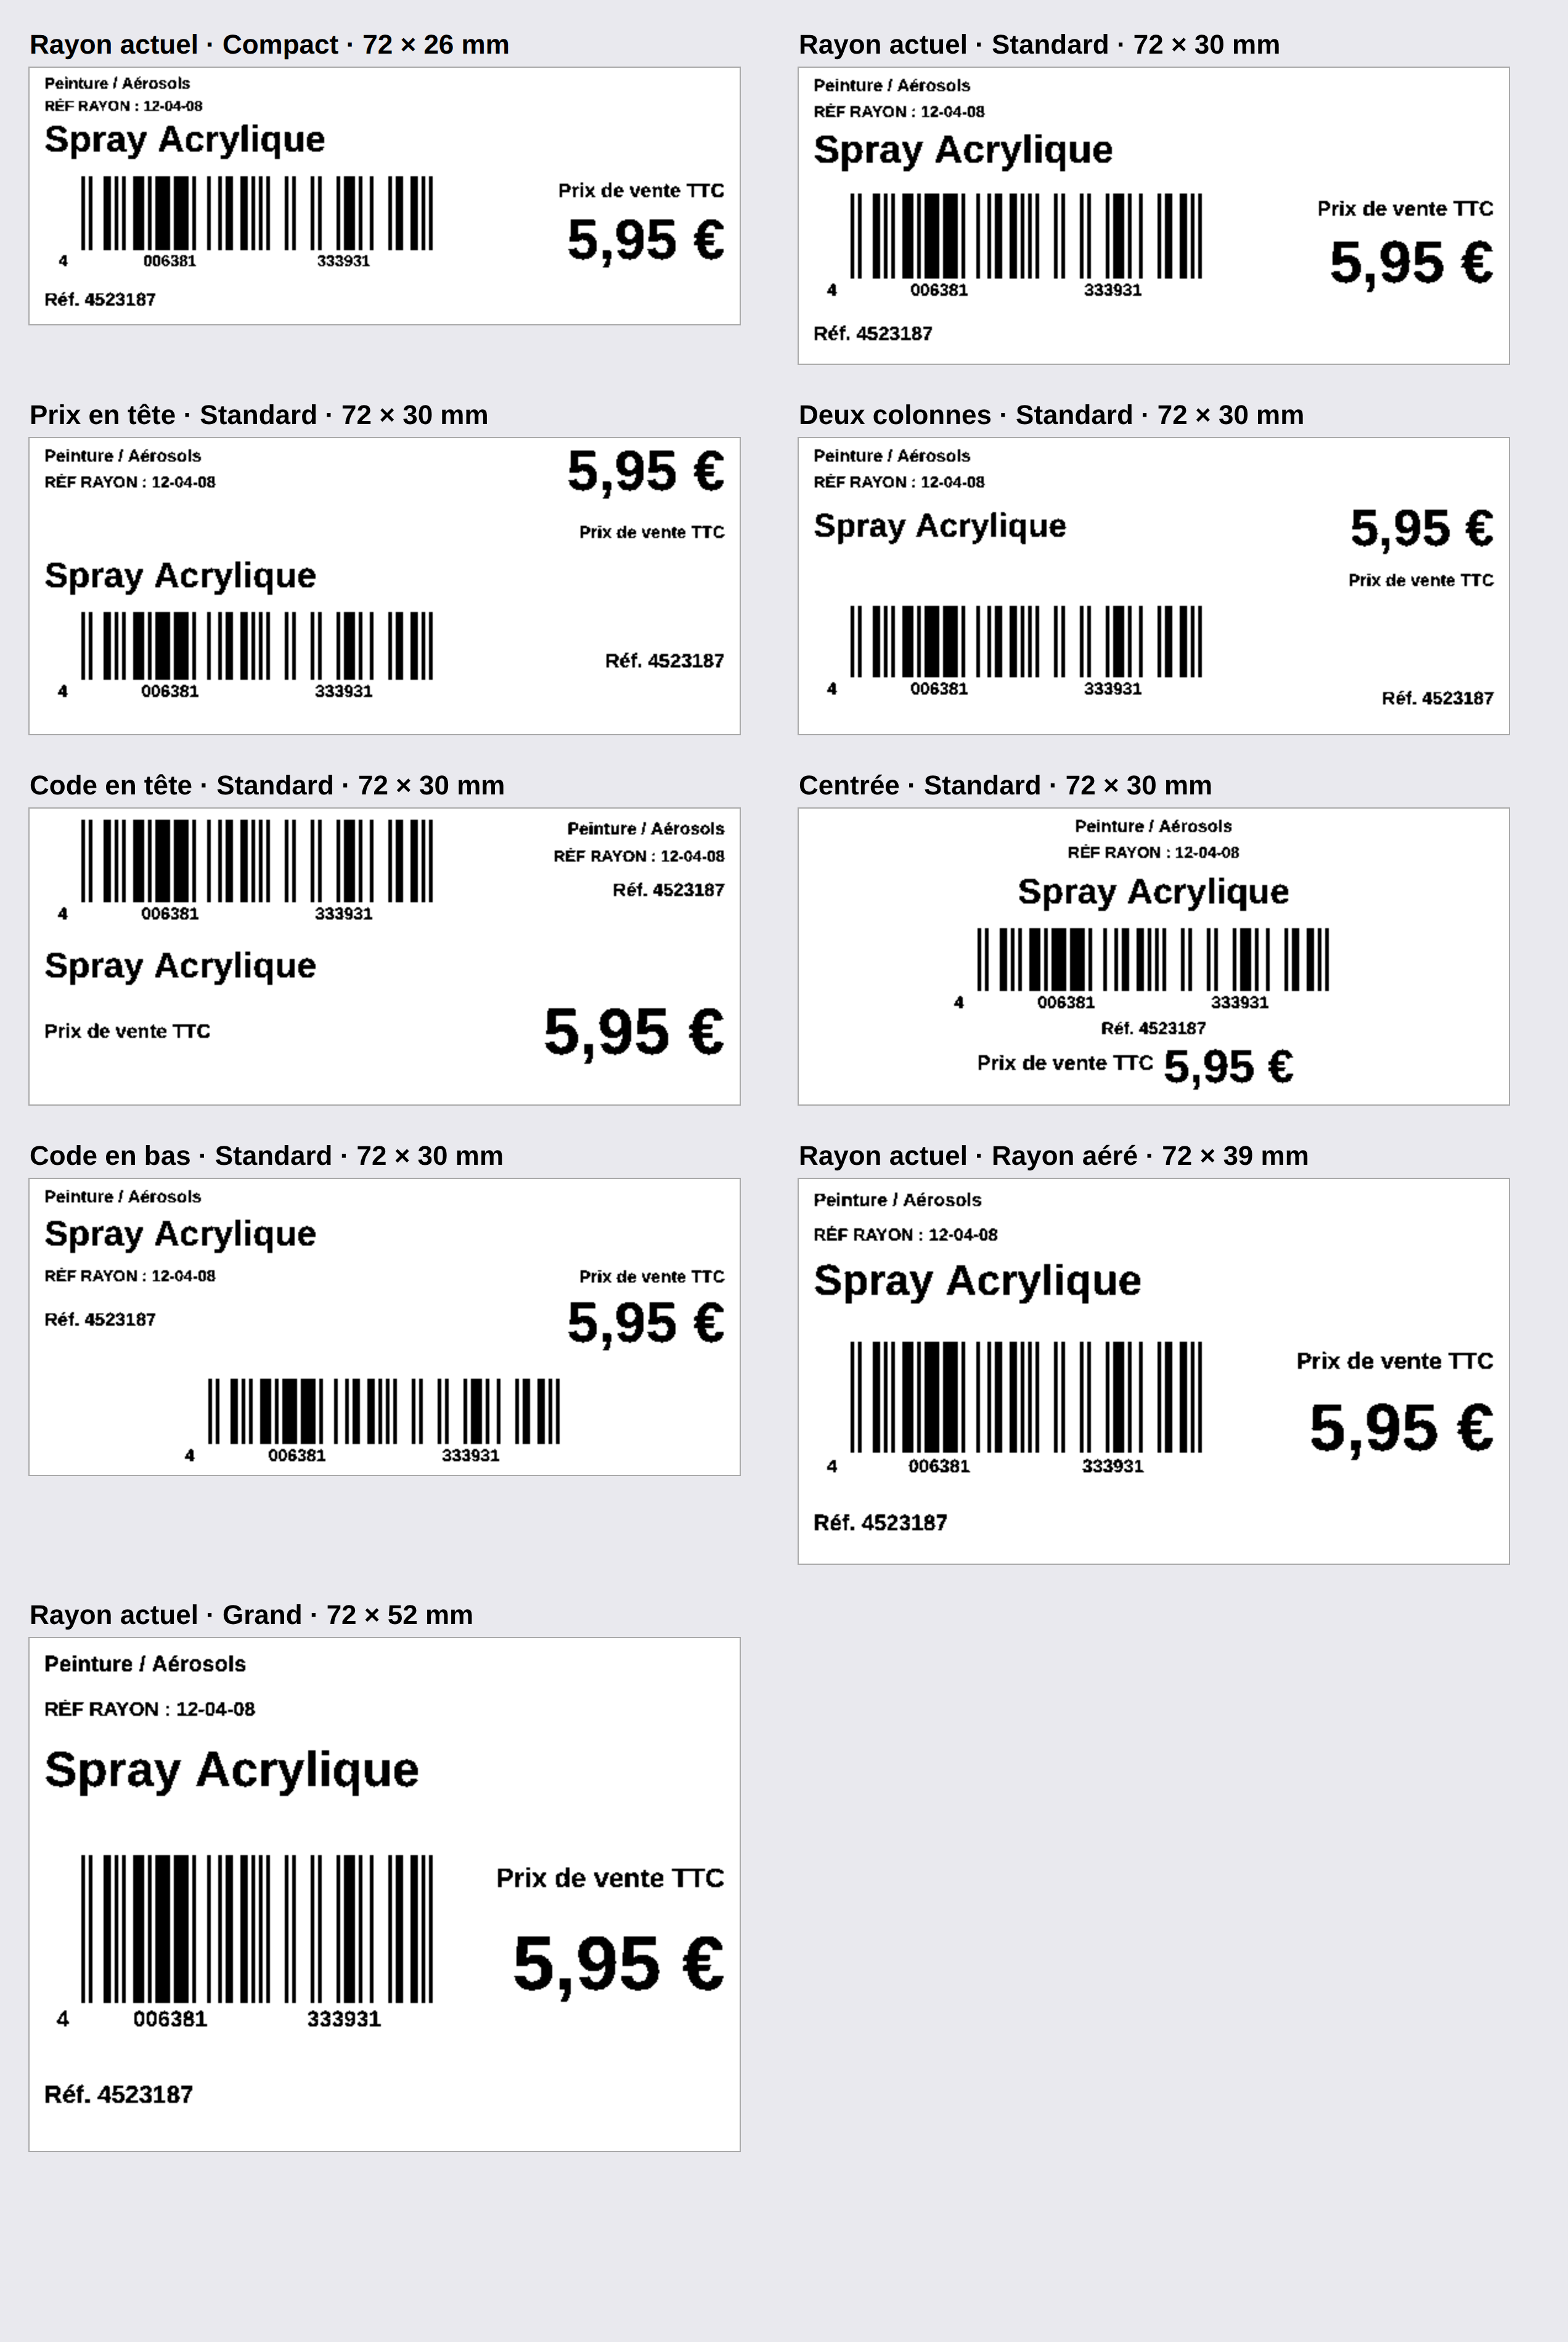 Rayon actuel · Compact · 72 × 26 mm
Peinture / Aérosols
RÉF RAYON : 12-04-08
Spray Acrylique
Prix de vente TTC
5,95 €
4 006381 333931
Réf. 4523187
Rayon actuel · Standard · 72 × 30 mm
Peinture / Aérosols
RÉF RAYON : 12-04-08
Spray Acrylique
Prix de vente TTC
5,95 €
4 006381 333931
Réf. 4523187
Prix en tête · Standard · 72 × 30 mm
Peinture / Aérosols
5,95 €
RÉF RAYON : 12-04-08
Prix de vente TTC
Spray Acrylique
Réf. 4523187
4 006381 333931
Deux colonnes · Standard · 72 × 30 mm
Peinture / Aérosols
RÉF RAYON : 12-04-08
Spray Acrylique
5,95 €
Prix de vente TTC
4 006381 333931
Réf. 4523187
Code en tête · Standard · 72 × 30 mm
Peinture / Aérosols
RÉF RAYON : 12-04-08
Réf. 4523187
4 006381 333931
Spray Acrylique
Prix de vente TTC 5,95 €
Centrée · Standard · 72 × 30 mm
Peinture / Aérosols
RÉF RAYON : 12-04-08
Spray Acrylique
4 006381 333931
Réf. 4523187
Prix de vente TTC 5,95 €
Code en bas · Standard · 72 × 30 mm
Peinture / Aérosols
Spray Acrylique
RÉF RAYON : 12-04-08
Prix de vente TTC
Réf. 4523187
5,95 €
4 006381 333931
Rayon actuel · Rayon aéré · 72 × 39 mm
Peinture / Aérosols
RÉF RAYON : 12-04-08
Spray Acrylique
Prix de vente TTC
5,95 €
4 006381 333931
Réf. 4523187
Rayon actuel · Grand · 72 × 52 mm
Peinture / Aérosols
RÉF RAYON : 12-04-08
Spray Acrylique
Prix de vente TTC
5,95 €
4 006381 333931
Réf. 4523187